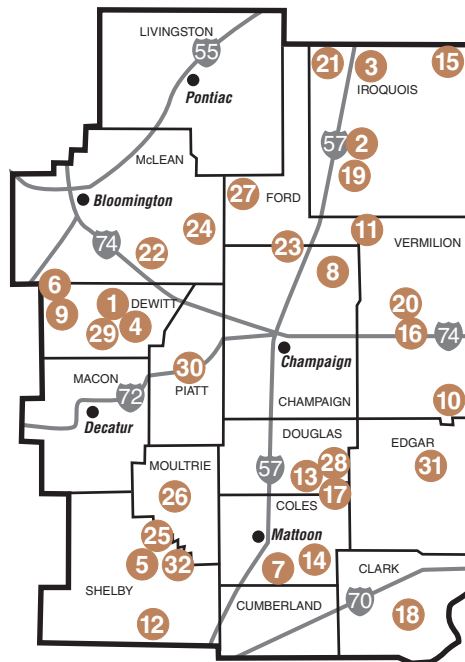 LIVINGSTON
55
21
3
15
IROQUOIS
Pontiac
57
2
McLEAN
19
27
FORD
Bloomington
24
11
VERMILION
74
22
23
8
6
1
DEWITT
20
9
29
4
16
74
30
Champaign
MACON
72
PIATT
CHAMPAIGN
10
Decatur
DOUGLAS
EDGAR
MOULTRIE
57
28
31
13
26
17
COLES
25
Mattoon
5
32
14
7
CLARK
SHELBY
70
CUMBERLAND
18
12